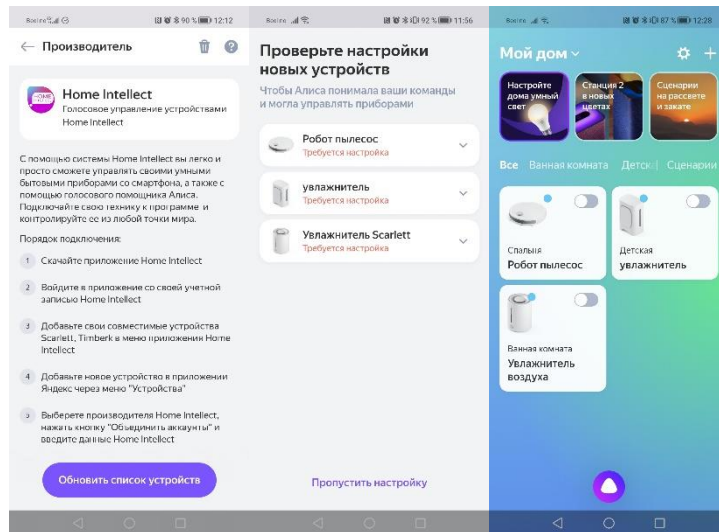 Beeline
90 %
12:12
Производитель
Home Intellect
Голосовое управление устройствами
Home Intellect
С помощью системы Home Intellect вы легко и
просто сможете управлять своими умными
бытовыми приборами со смартфона, а также с
помощью голосового помощника Алиса.
Подключайте свою технику к программе и
контролируйте ее из любой точки мира.
Порядок подключения:
1 Скачайте приложение Home Intellect
2 Войдите в приложение со своей учетной
записью Home Intellect
3 Добавьте свои совместимые устройства
Scarlett, Timberk в меню приложения Home
Intellect
4 Добавьте новое устройство в приложении
Яндекс через меню "Устройства"
5 Выберете производителя Home Intellect,
нажать кнопку "Объединить аккаунты" и
введите данные Home Intellect
Обновить список устройств
Beeline
92 %
11:56
Проверьте настройки
новых устройств
Чтобы Алиса понимала ваши команды
и могла управлять приборами
Робот пылесос
Требуется настройка
увлажнитель
Требуется настройка
Увлажнитель Scarlett
Требуется настройка
Пропустить настройку
Beeline
87 %
12:28
Мой дом
Настройте
дома умный
свет
Станция 2
в новых
цветах
Сценарии
на рассвете
и закате
Все Ванная комната Детск Сценарии
Спальня
Робот пылесос
Детская
увлажнитель
Ванная комната
Увлажнитель
воздуха